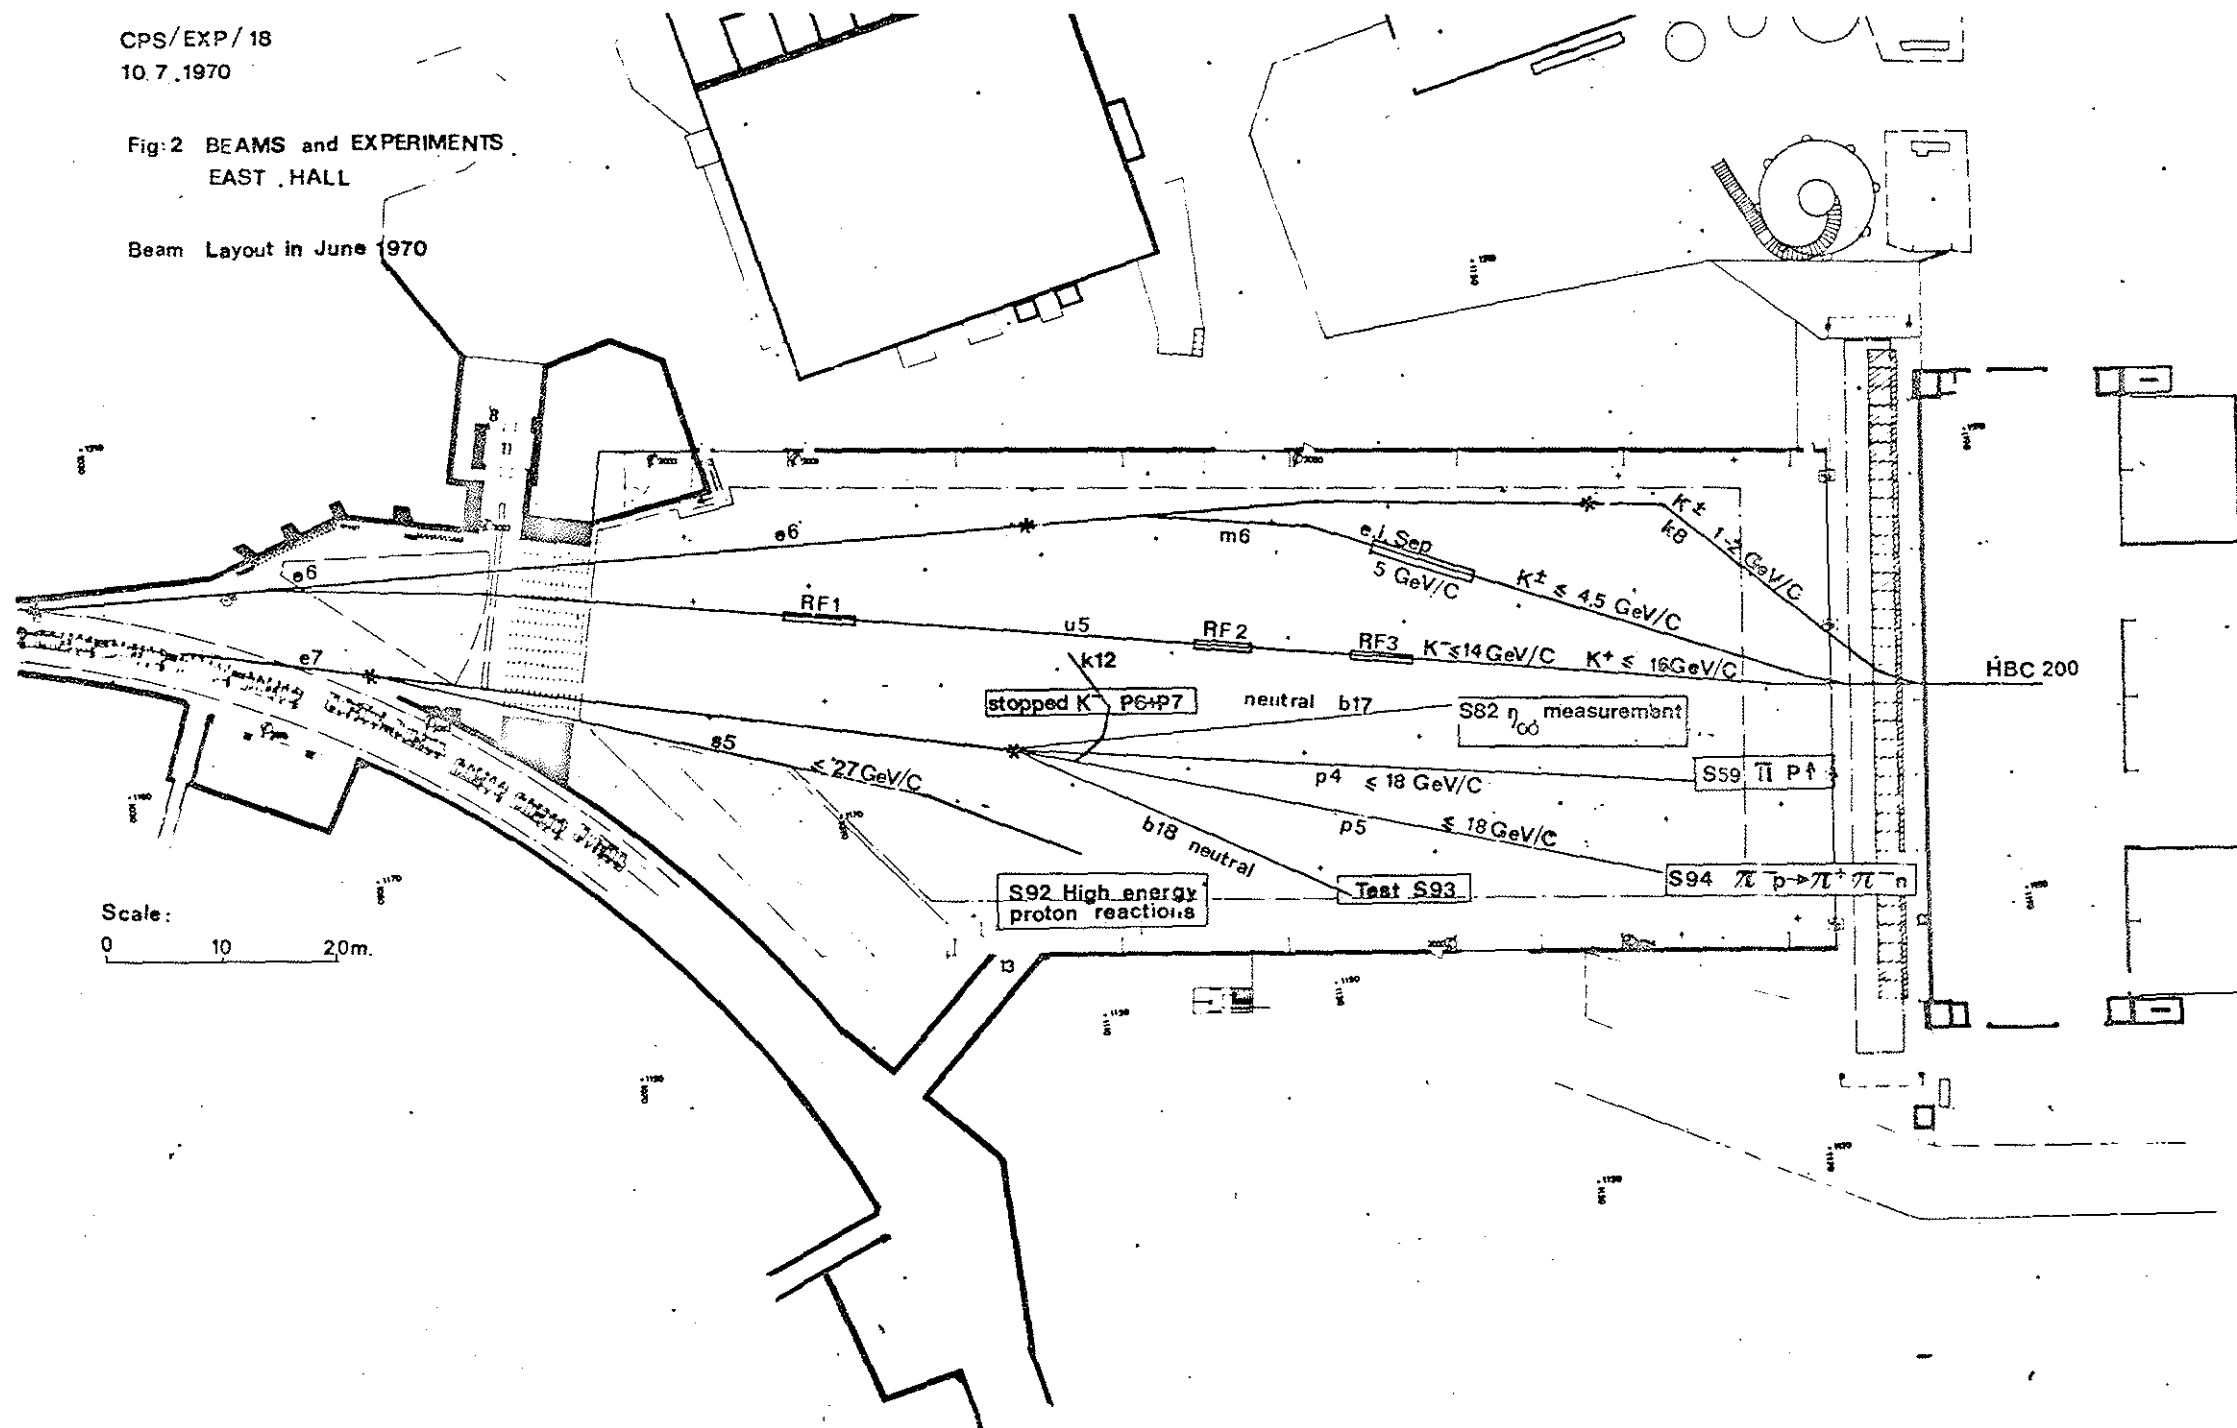 CPS/EXP/18
10.7.1970
Fig:2 BEAMS and EXPERIMENTS
EAST HALL
Beam Layout in June 1970
e6
e6
m6
e.l. Sep
5 GeV/C
K±
k8
1-2 GeV/C
K± ≤ 4.5 GeV/C
RF1
u5
RF2
RF3
K⁻ ≤14 GeV/C
K⁺ ≤ 16GeV/C
HBC 200
e7
k12
stopped K⁻ P6+P7
neutral b17
S82 η₀₀ measurement
≤ 27 GeV/C
p4 ≤ 18 GeV/C
S59 π P↑
b18 neutral
p5 ≤ 18 GeV/C
S92 High energy
proton reactions
Test S93
S94 π⁻p→π⁺π⁻n
Scale:
0 10 20m.
13